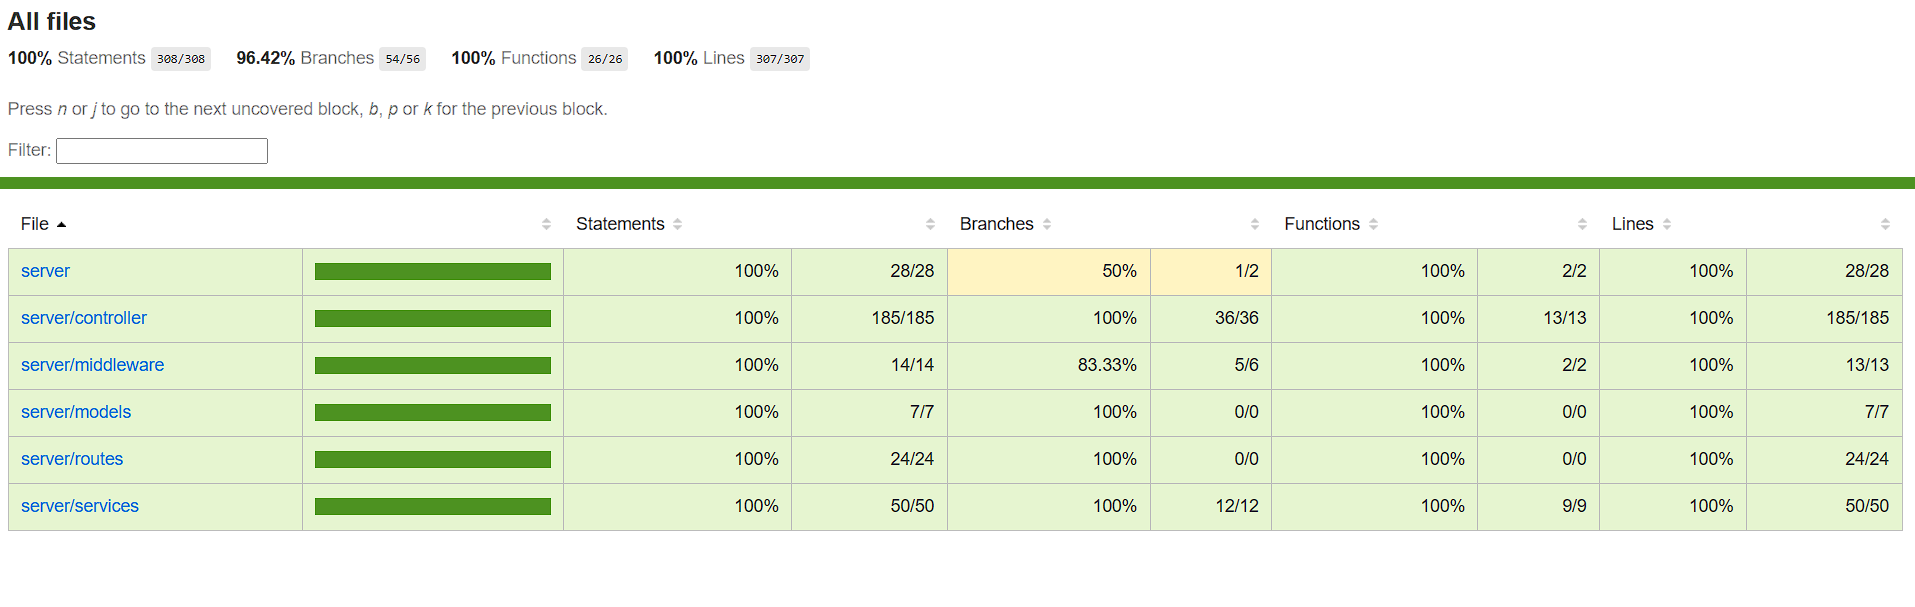 All files
100% Statements 308/308 96.42% Branches 54/56 100% Functions 26/26 100% Lines 307/307
Press n or j to go to the next uncovered block, b, p or k for the previous block.
Filter:
File Statements Branches Functions Lines
server 100% 28/28 50% 1/2 100% 2/2 100% 28/28
server/controller 100% 185/185 100% 36/36 100% 13/13 100% 185/185
server/middleware 100% 14/14 83.33% 5/6 100% 2/2 100% 13/13
server/models 100% 7/7 100% 0/0 100% 0/0 100% 7/7
server/routes 100% 24/24 100% 0/0 100% 0/0 100% 24/24
server/services 100% 50/50 100% 12/12 100% 9/9 100% 50/50